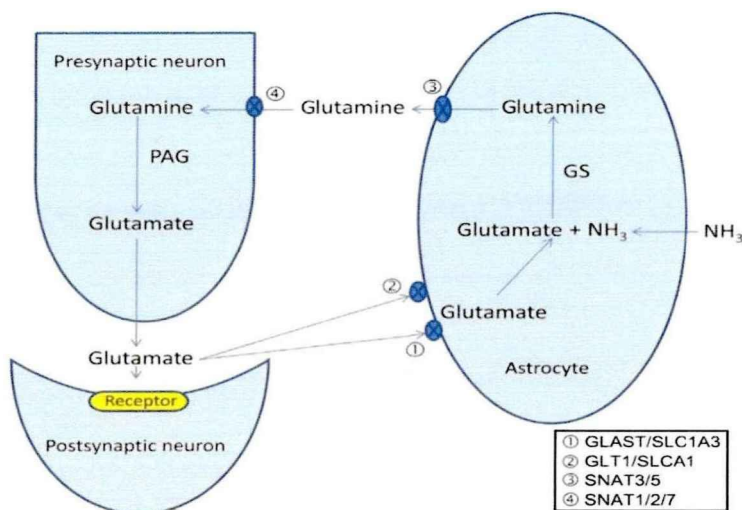 Presynaptic neuron
④
③
Glutamine
Glutamine
Glutamine
PAG
GS
Glutamate
Glutamate + NH₃
NH₃
②
Glutamate
Glutamate
①
Astrocyte
Receptor
Postsynaptic neuron
① GLAST/SLC1A3
② GLT1/SLCA1
③ SNAT3/5
④ SNAT1/2/7